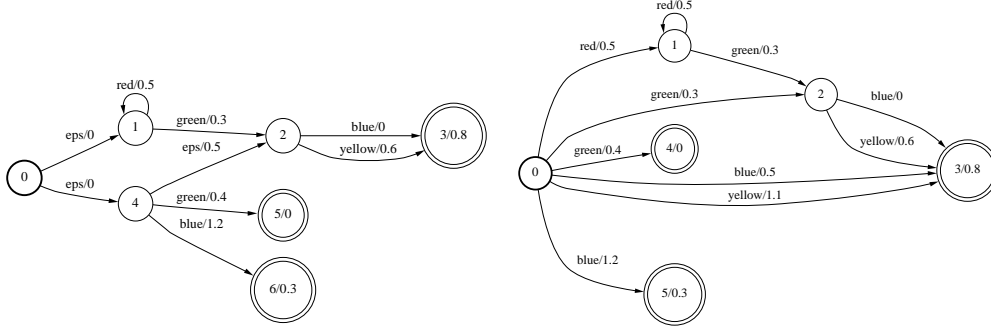 red/0.5
1
eps/0
green/0.3
2
blue/0
yellow/0.6
3/0.8
0
eps/0
eps/0.5
4
green/0.4
5/0
blue/1.2
6/0.3
red/0.5
red/0.5
1
green/0.3
green/0.3
2
blue/0
yellow/0.6
green/0.4
4/0
0
blue/0.5
3/0.8
yellow/1.1
blue/1.2
5/0.3